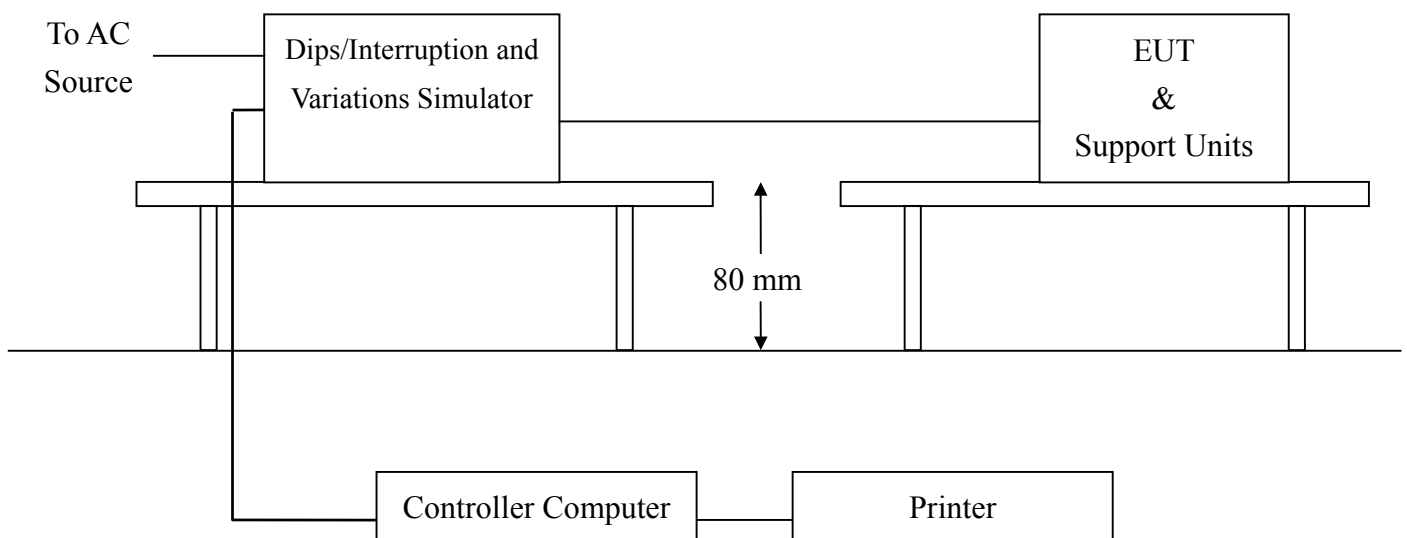 To AC
Source
Dips/Interruption and
Variations Simulator
EUT
&
Support Units
80 mm
Controller Computer
Printer